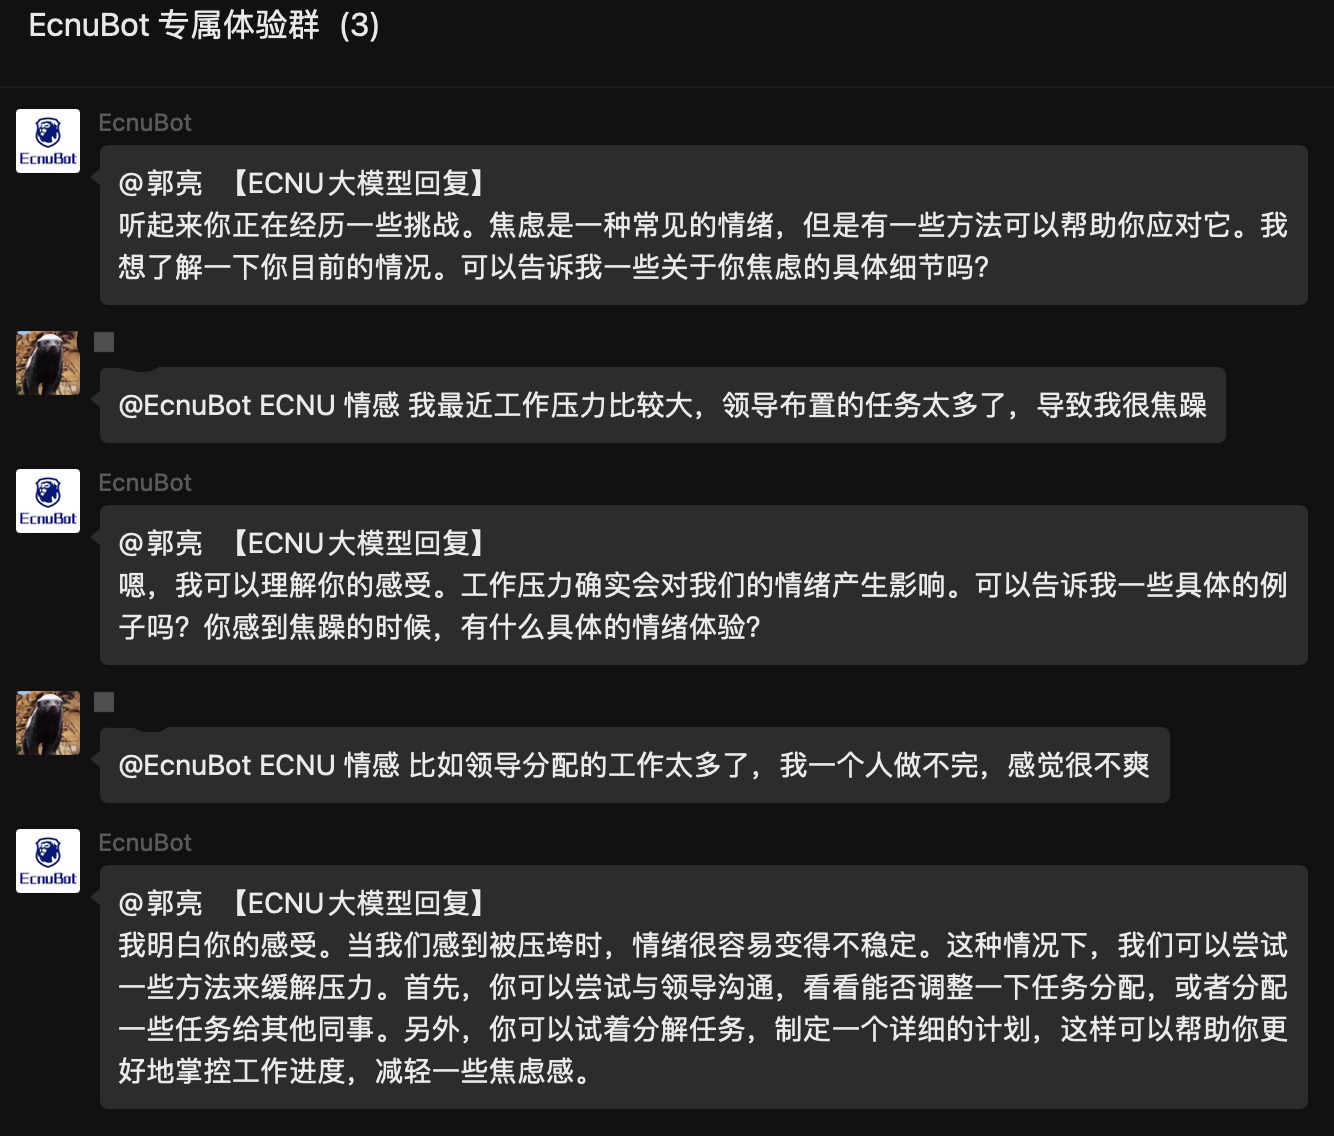 EcnuBot 专属体验群（3）
EcnuBot
EcnuBot
@郭亮 【ECNU大模型回复】
听起来你正在经历一些挑战。焦虑是一种常见的情绪，但是有一些方法可以帮助你应对它。我
想了解一下你目前的情况。可以告诉我一些关于你焦虑的具体细节吗？
@EcnuBot ECNU 情感 我最近工作压力比较大，领导布置的任务太多了，导致我很焦躁
EcnuBot
EcnuBot
@郭亮 【ECNU大模型回复】
嗯，我可以理解你的感受。工作压力确实会对我们的情绪产生影响。可以告诉我一些具体的例
子吗？你感到焦躁的时候，有什么具体的情绪体验？
@EcnuBot ECNU 情感 比如领导分配的工作太多了，我一个人做不完，感觉很不爽
EcnuBot
EcnuBot
@郭亮 【ECNU大模型回复】
我明白你的感受。当我们感到被压垮时，情绪很容易变得不稳定。这种情况下，我们可以尝试
一些方法来缓解压力。首先，你可以尝试与领导沟通，看看能否调整一下任务分配，或者分配
一些任务给其他同事。另外，你可以试着分解任务，制定一个详细的计划，这样可以帮助你更
好地掌控工作进度，减轻一些焦虑感。